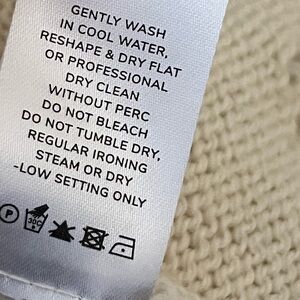 GENTLY WASH
IN COOL WATER,
RESHAPE & DRY FLAT
OR PROFESSIONAL
DRY CLEAN
WITHOUT PERC
DO NOT BLEACH
DO NOT TUMBLE DRY,
REGULAR IRONING
STEAM OR DRY
-LOW SETTING ONLY
P 30C